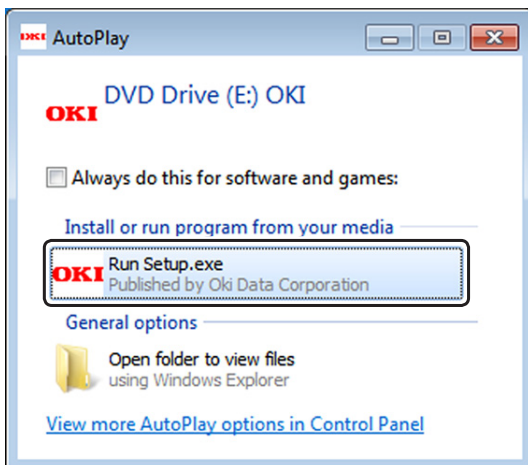 OKI AutoPlay
OKI DVD Drive (E:) OKI
Always do this for software and games:
Install or run program from your media
OKI Run Setup.exe
Published by Oki Data Corporation
General options
Open folder to view files
using Windows Explorer
View more AutoPlay options in Control Panel